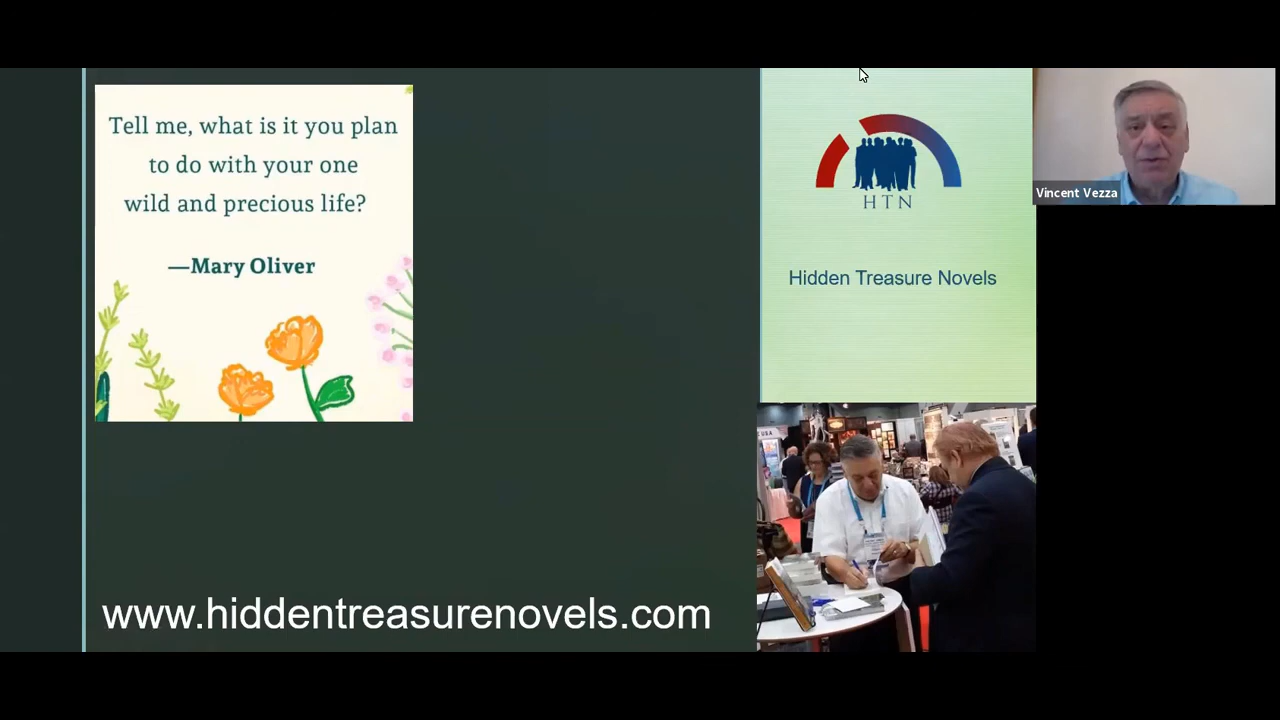 Tell me, what is it you plan
to do with your one
wild and precious life?
—Mary Oliver
HTN
Hidden Treasure Novels
Vincent Vezza
www.hiddentreasurenovels.com